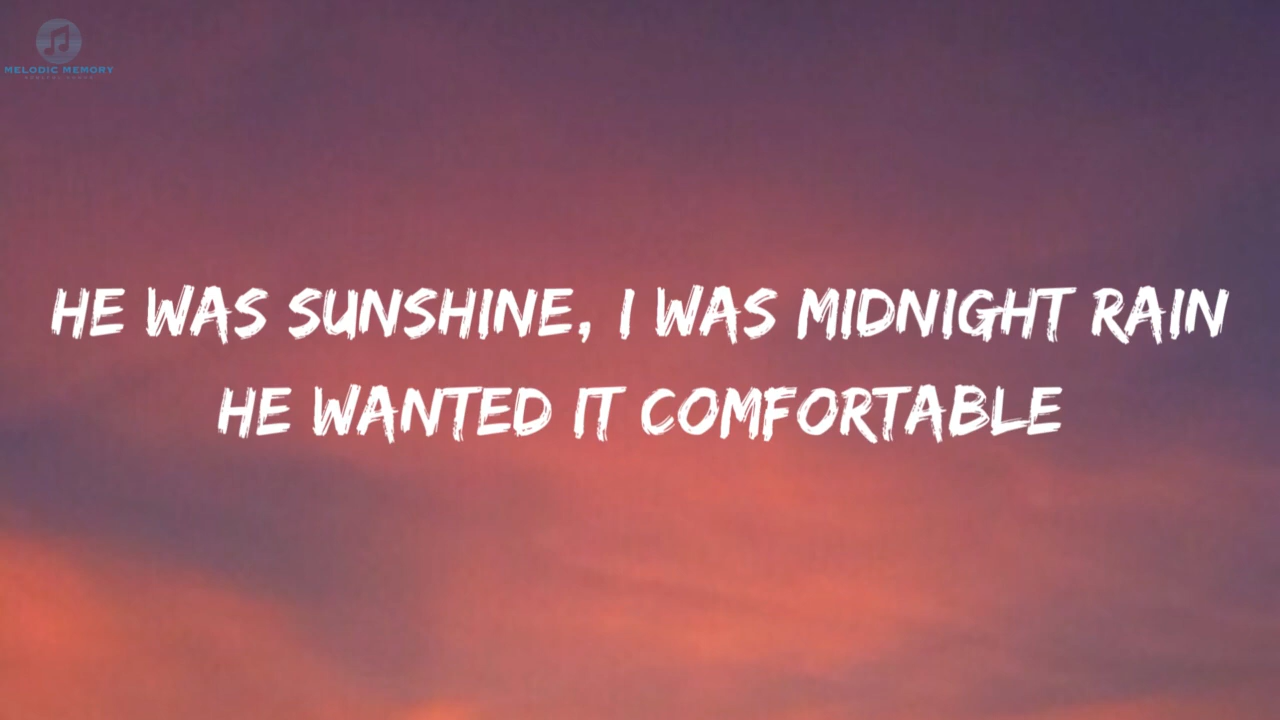 MELODIC MEMORY
HE WAS SUNSHINE, I WAS MIDNIGHT RAIN
HE WANTED IT COMFORTABLE